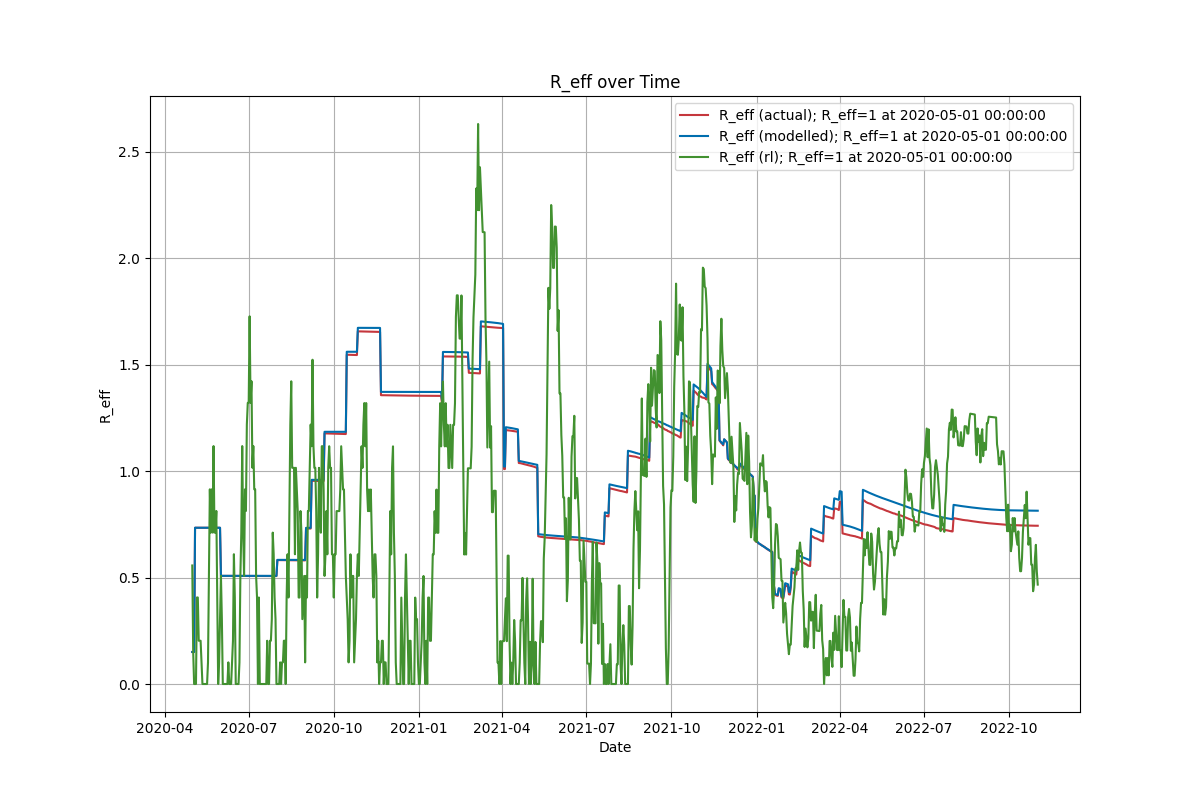 R_eff over Time
R_eff (actual); R_eff=1 at 2020-05-01 00:00:00
R_eff (modelled); R_eff=1 at 2020-05-01 00:00:00
R_eff (rl); R_eff=1 at 2020-05-01 00:00:00
2.5
2.0
1.5
1.0
0.5
0.0
R_eff
2020-04 2020-07 2020-10 2021-01 2021-04 2021-07 2021-10 2022-01 2022-04 2022-07 2022-10
Date